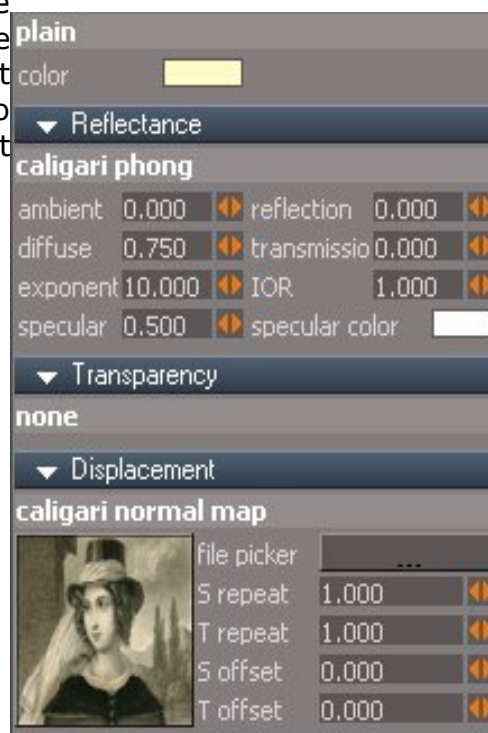 e
e plain
t color
o Reflectance
t caligari phong
ambient 0.000 reflection 0.000
diffuse 0.750 transmissio 0.000
exponent 10.000 IOR 1.000
specular 0.500 specular color
Transparency
none
Displacement
caligari normal map
file picker ...
S repeat 1.000
T repeat 1.000
S offset 0.000
T offset 0.000